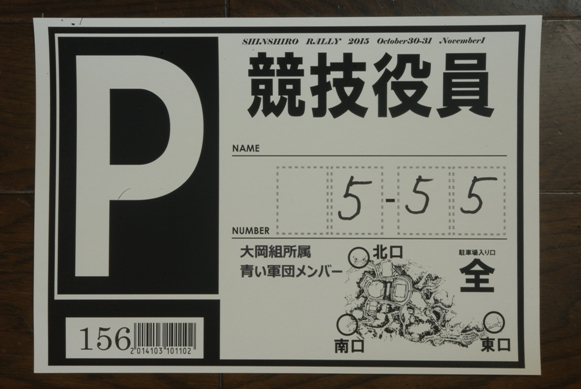 SHINSHIRO RALLY 2015 October30-31 November1
P
競技役員
NAME
NUMBER
5-55
大岡組所属
青い軍団メンバー
北口
駐車場入り口
全
南口
東口
156
2014103101102